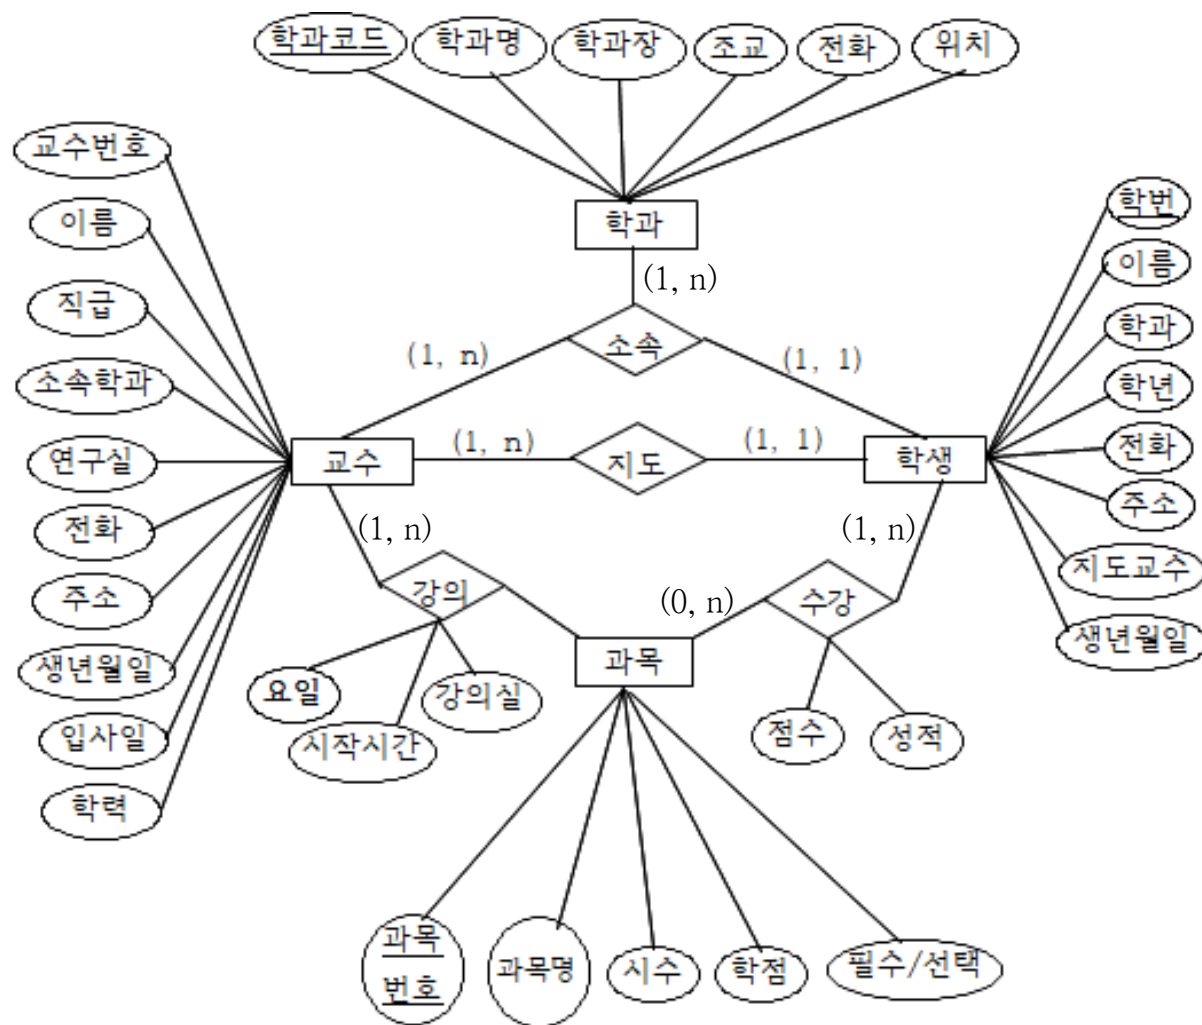 학과코드 학과명 학과장 조교 전화 위치
교수번호
이름
직급
소속학과
연구실
전화
주소
생년월일
입사일
학력
학과
(1, n)
소속
(1, n)
(1, 1)
교수
(1, n)
지도
(1, 1)
학생
학번
이름
학과
학년
전화
주소
지도교수
생년월일
(1, n)
강의
요일
시작시간
강의실
(1, n)
(0, n)
수강
점수
성적
과목
과목
번호
과목명
시수
학점
필수/선택